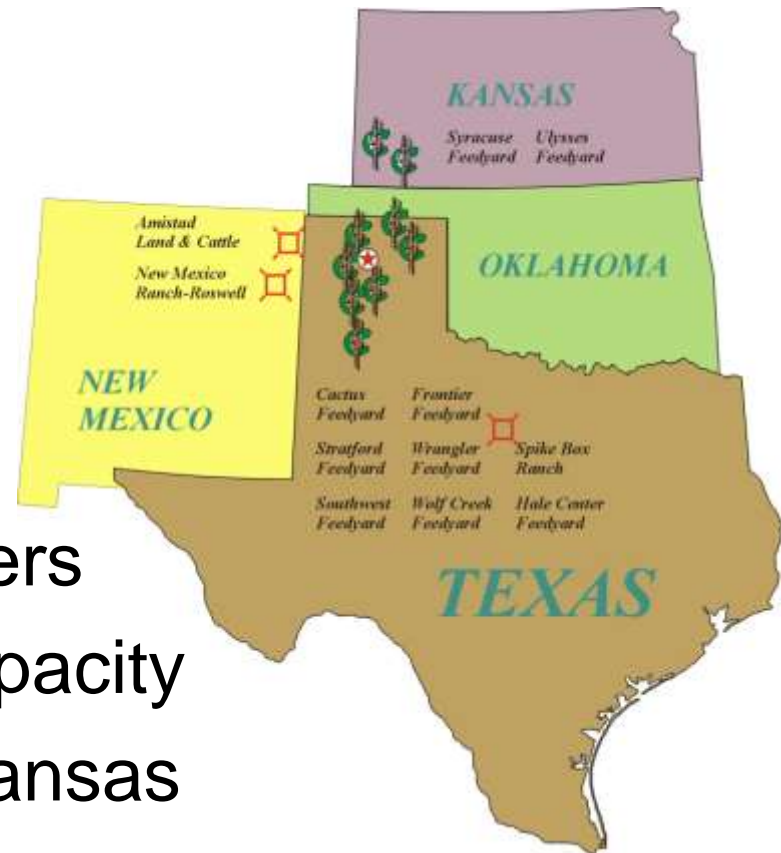 KANSAS
Syracuse Ulysses
Feedyard Feedyard
Amistad
Land & Cattle
New Mexico
Ranch-Roswell
OKLAHOMA
NEW
MEXICO
Cactus Frontier
Feedyard Feedyard
Stratford Wrangler Spike Box
Feedyard Feedyard Ranch
Southwest Wolf Creek Hale Center
Feedyard Feedyard Feedyard
TEXAS
ers
pacity
ansas